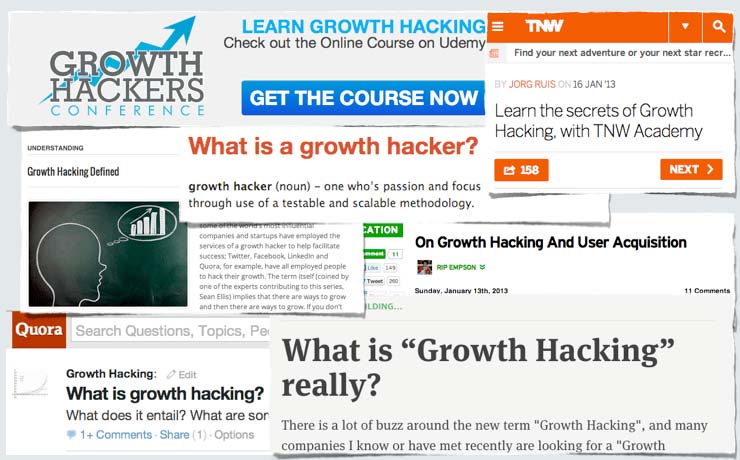 GROWTH
HACKERS
CONFERENCE
LEARN GROWTH HACKING
Check out the Online Course on Udemy
GET THE COURSE NOW
TNW
Find your next adventure or your next star recr...
BY JORG RUIS ON 16 JAN '13
Learn the secrets of Growth
Hacking, with TNW Academy
158
NEXT
UNDERSTANDING
Growth Hacking Defined
What is a growth hacker?
growth hacker (noun) – one who's passion and focus
through use of a testable and scalable methodology.
some of the world's most influential
companies and startups have employed the
services of a growth hacker to help facilitate
success; Twitter, Facebook, LinkedIn and
Quora, for example, have all employed people
to hack their growth. The term itself (coined by
one of the experts contributing to this series,
Sean Ellis) implies that there are ways to grow
and then there are ways to grow. If you don't
CATION
omment 11
Like 149
Tweet 260
ILDING...
On Growth Hacking And User Acquisition
RIP EMPSON
Sunday, January 13th, 2013
11 Comments
Quora
Search Questions, Topics, Pe
Growth Hacking: Edit
What is growth hacking?
What does it entail? What are sor
1+ Comments · Share (1) · Options
What is “Growth Hacking”
really?
There is a lot of buzz around the new term "Growth Hacking", and many
companies I know or have met recently are looking for a "Growth